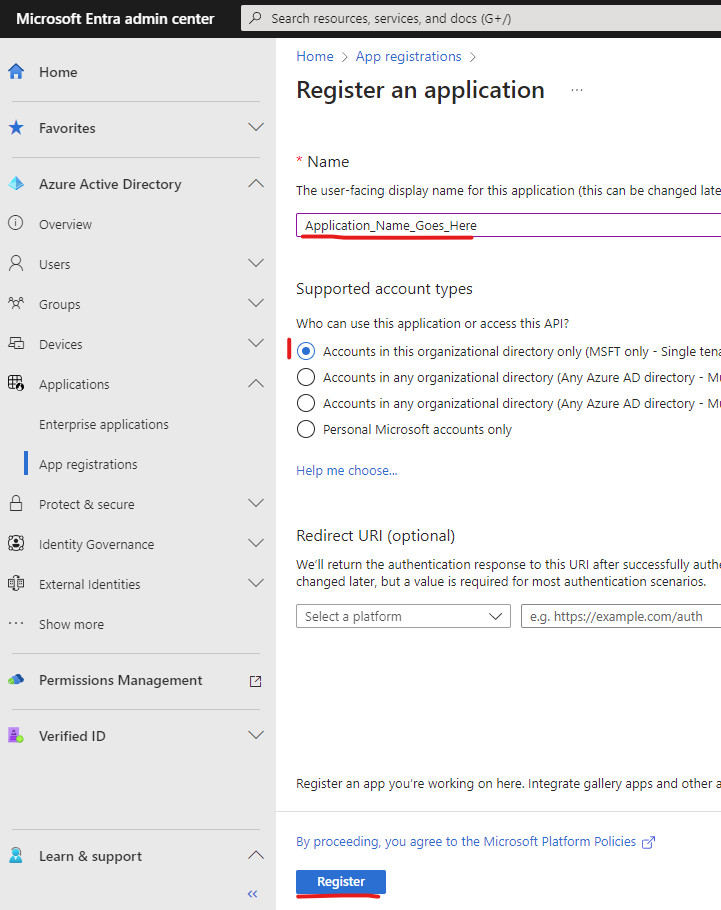 Microsoft Entra admin center
Search resources, services, and docs (G+/)
Home
Favorites
Azure Active Directory
Overview
Users
Groups
Devices
Applications
Enterprise applications
App registrations
Protect & secure
Identity Governance
External Identities
Show more
Permissions Management
Verified ID
Learn & support
Home > App registrations >
Register an application ...
* Name
The user-facing display name for this application (this can be changed late
Application_Name_Goes_Here
Supported account types
Who can use this application or access this API?
Accounts in this organizational directory only (MSFT only - Single tena
Accounts in any organizational directory (Any Azure AD directory - Mu
Accounts in any organizational directory (Any Azure AD directory - Mu
Personal Microsoft accounts only
Help me choose...
Redirect URI (optional)
We'll return the authentication response to this URI after successfully authe
changed later, but a value is required for most authentication scenarios.
Select a platform
e.g. https://example.com/auth
Register an app you're working on here. Integrate gallery apps and other a
By proceeding, you agree to the Microsoft Platform Policies
Register